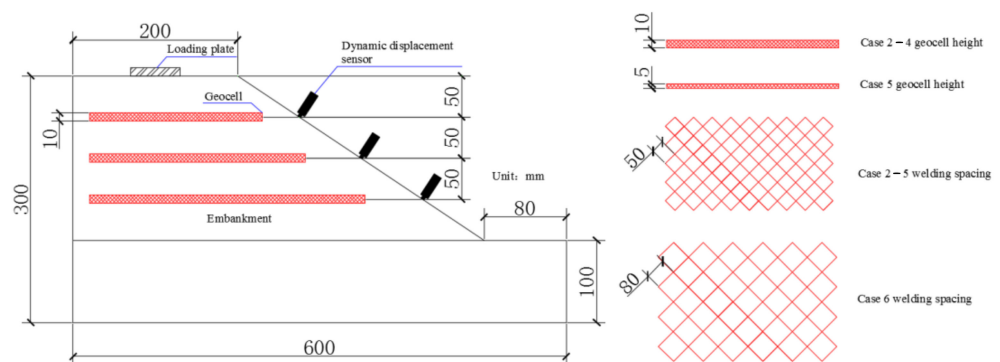 200
Loading plate
Dynamic displacement
sensor
Geocell
10
50
50
50
300
Unit: mm
80
Embankment
100
600
10
Case 2-4 geocell height
5
Case 5 geocell height
50
Case 2-5 welding spacing
80
Case 6 welding spacing